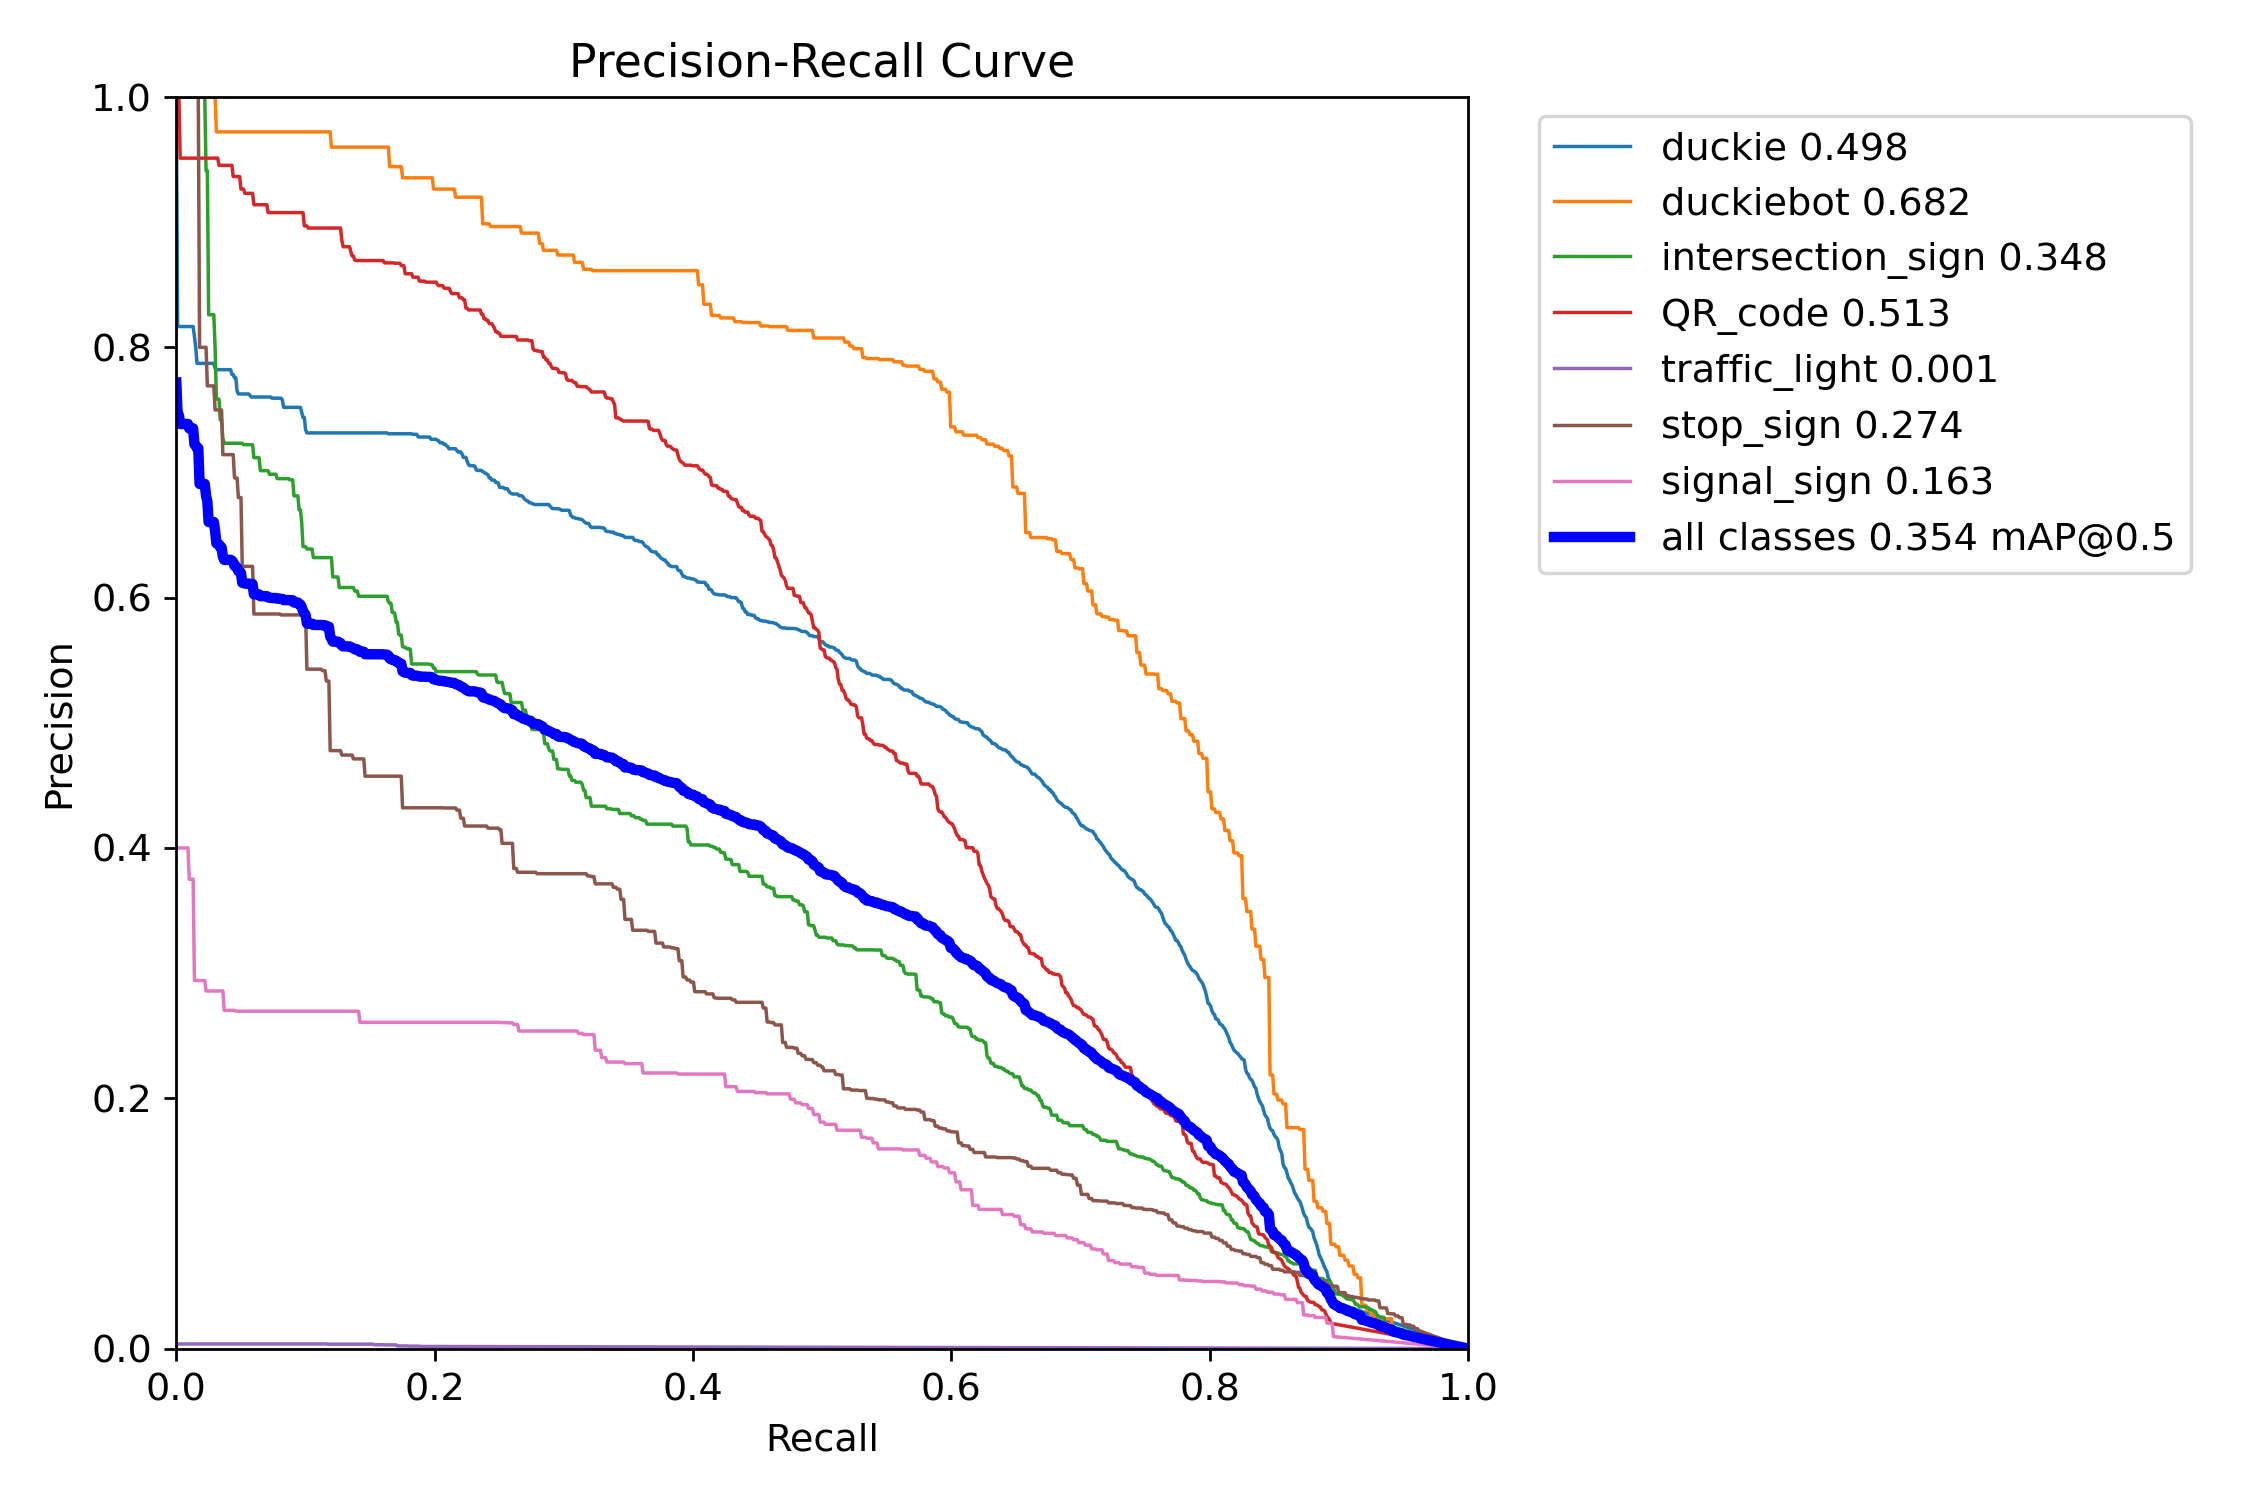 Precision-Recall Curve
1.0
0.8
0.6
0.4
0.2
0.0
Precision
0.0 0.2 0.4 0.6 0.8 1.0
Recall
duckie 0.498
duckiebot 0.682
intersection_sign 0.348
QR_code 0.513
traffic_light 0.001
stop_sign 0.274
signal_sign 0.163
all classes 0.354 mAP@0.5